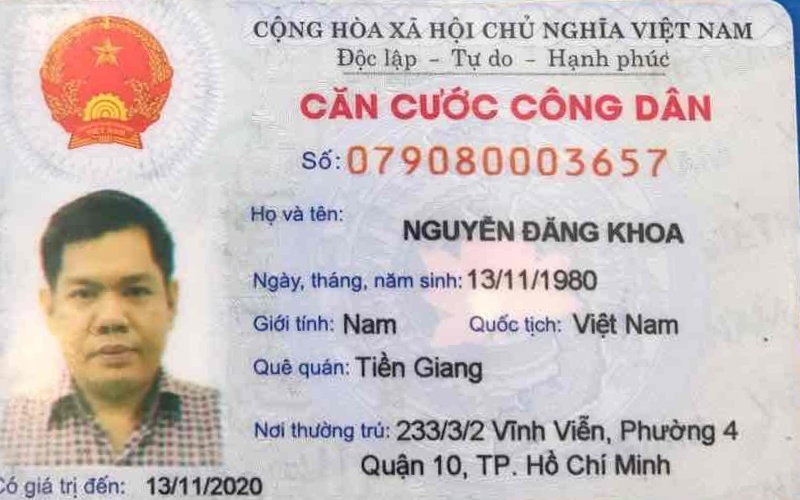 CỘNG HÒA XÃ HỘI CHỦ NGHĨA VIỆT NAM
Độc lập - Tự do - Hạnh phúc
CĂN CƯỚC CÔNG DÂN
Số: 079080003657
Họ và tên: NGUYỄN ĐĂNG KHOA
Ngày, tháng, năm sinh: 13/11/1980
Giới tính: Nam Quốc tịch: Việt Nam
Quê quán: Tiền Giang
Nơi thường trú: 233/3/2 Vĩnh Viễn, Phường 4
Quận 10, TP. Hồ Chí Minh
Có giá trị đến: 13/11/2020